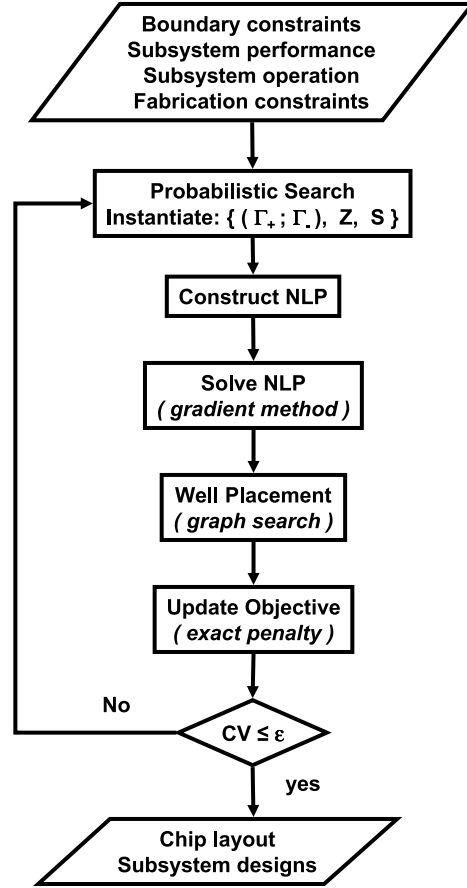 Boundary constraints
Subsystem performance
Subsystem operation
Fabrication constraints
Probabilistic Search
Instantiate: { ( Γ+ ; Γ- ), Z, S }
Construct NLP
Solve NLP
( gradient method )
Well Placement
( graph search )
Update Objective
( exact penalty )
No
CV ≤ ε
yes
Chip layout
Subsystem designs